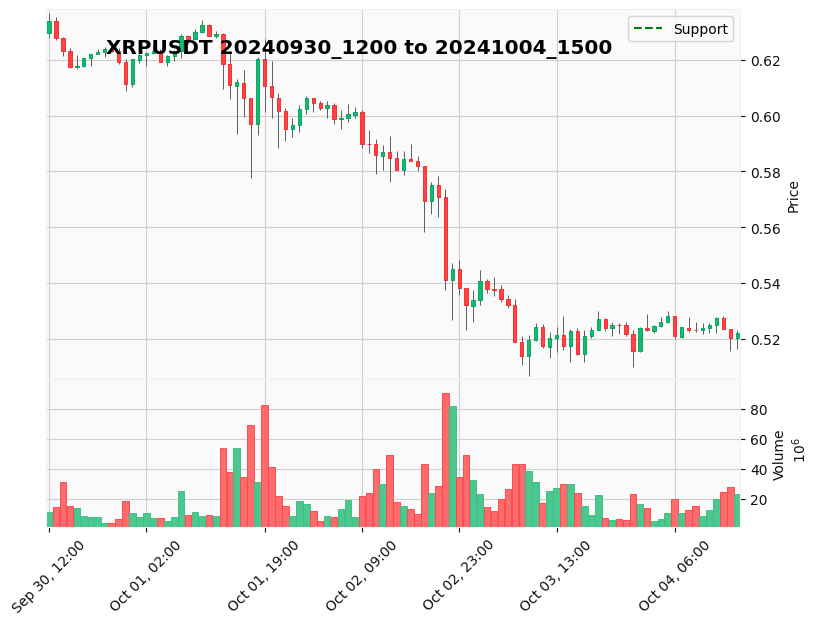 XRPUSDT 20240930_1200 to 20241004_1500
Support
0.62
0.60
0.58
0.56
0.54
0.52
Price
80
60
40
20
Volume
10^6
Sep 30, 12:00
Oct 01, 02:00
Oct 01, 19:00
Oct 02, 09:00
Oct 02, 23:00
Oct 03, 13:00
Oct 04, 06:00